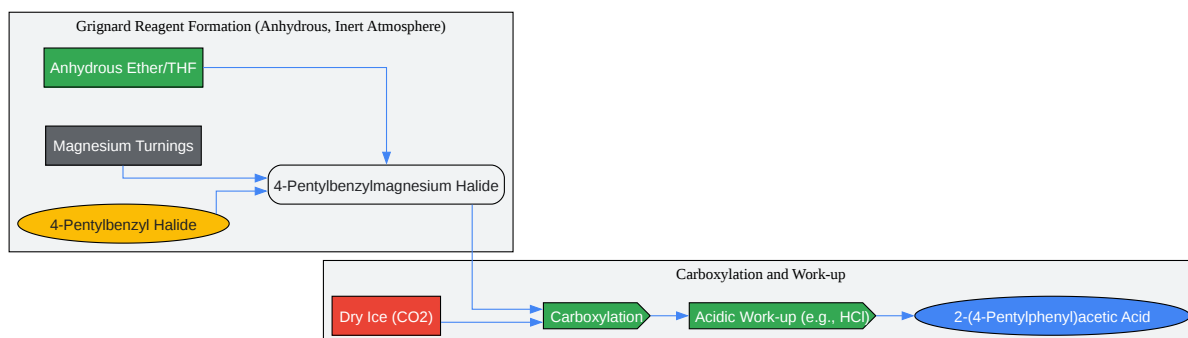 Grignard Reagent Formation (Anhydrous, Inert Atmosphere)
Anhydrous Ether/THF
Magnesium Turnings
4-Pentylbenzylmagnesium Halide
4-Pentylbenzyl Halide
Carboxylation and Work-up
Dry Ice (CO2)
Carboxylation
Acidic Work-up (e.g., HCl)
2-(4-Pentylphenyl)acetic Acid